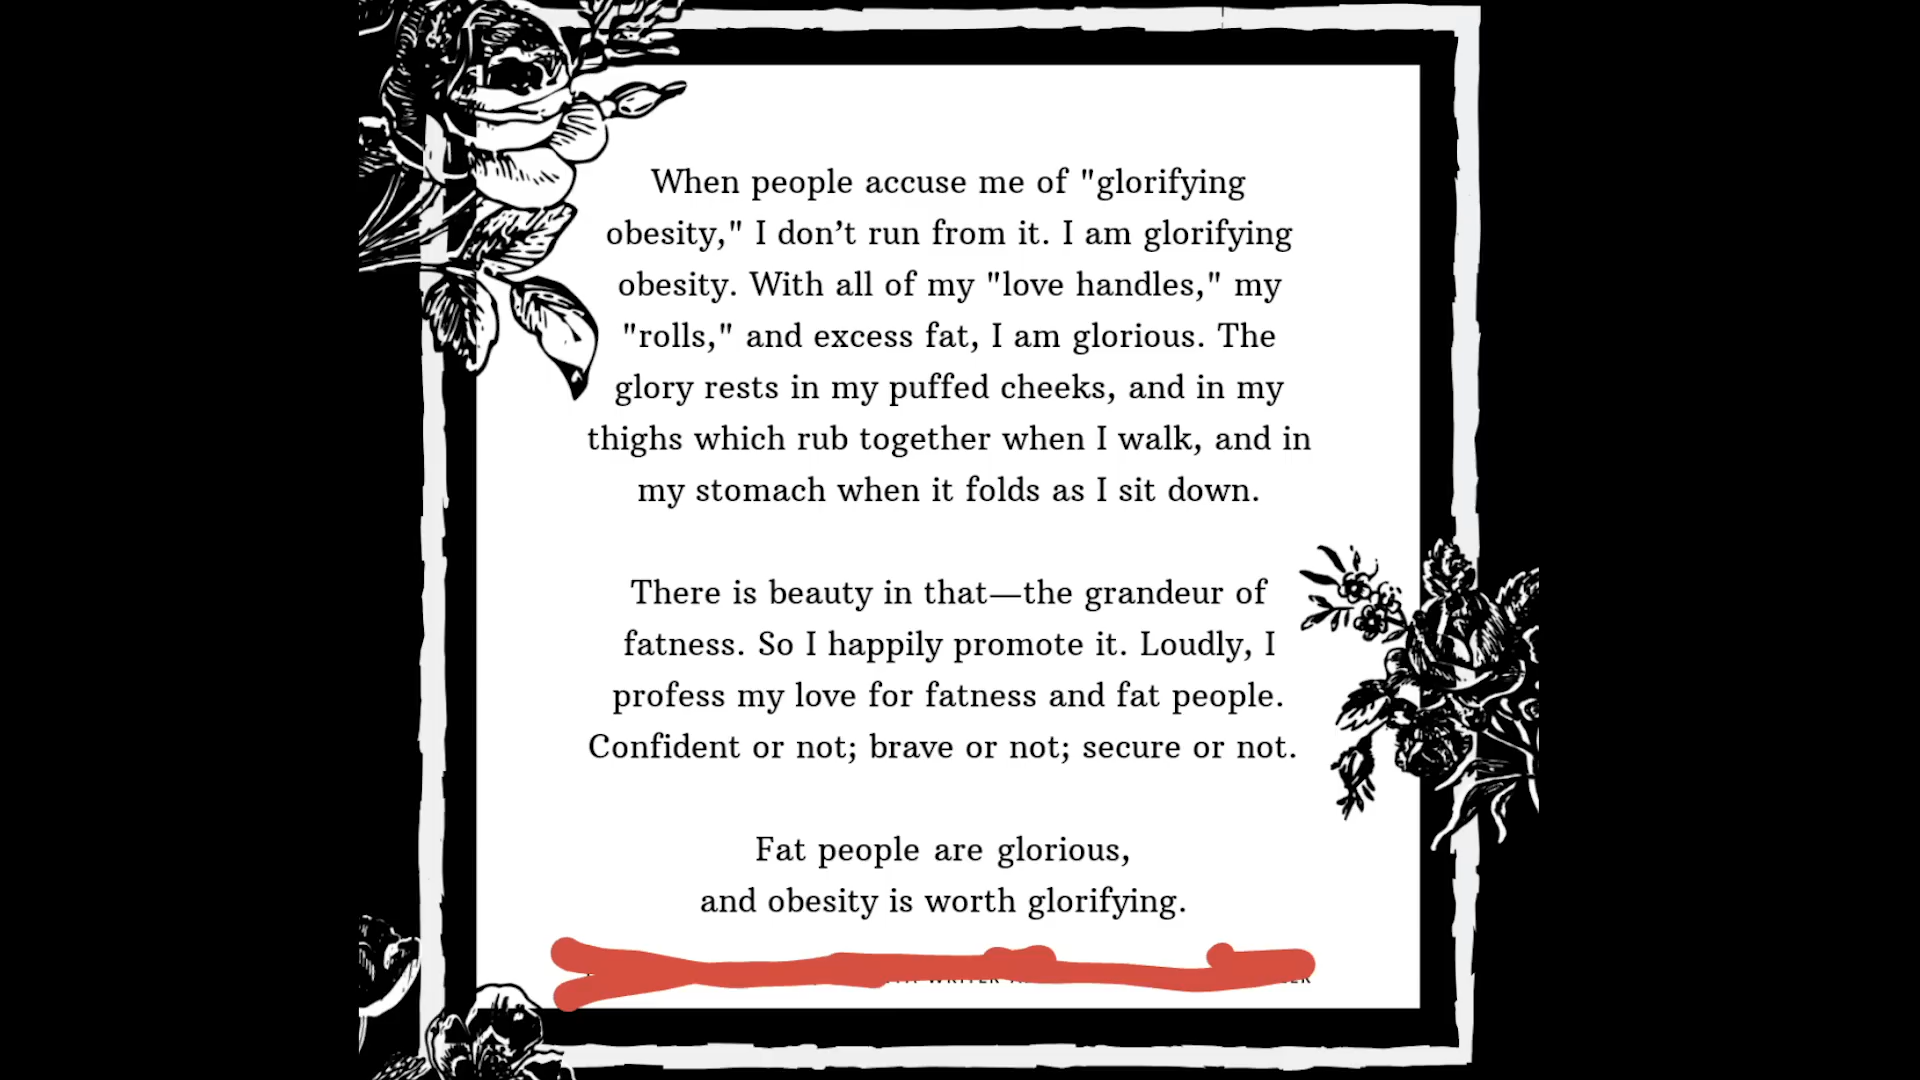 When people accuse me of "glorifying
obesity," I don’t run from it. I am glorifying
obesity. With all of my "love handles," my
"rolls," and excess fat, I am glorious. The
glory rests in my puffed cheeks, and in my
thighs which rub together when I walk, and in
my stomach when it folds as I sit down.
There is beauty in that—the grandeur of
fatness. So I happily promote it. Loudly, I
profess my love for fatness and fat people.
Confident or not; brave or not; secure or not.
Fat people are glorious,
and obesity is worth glorifying.
WRITER